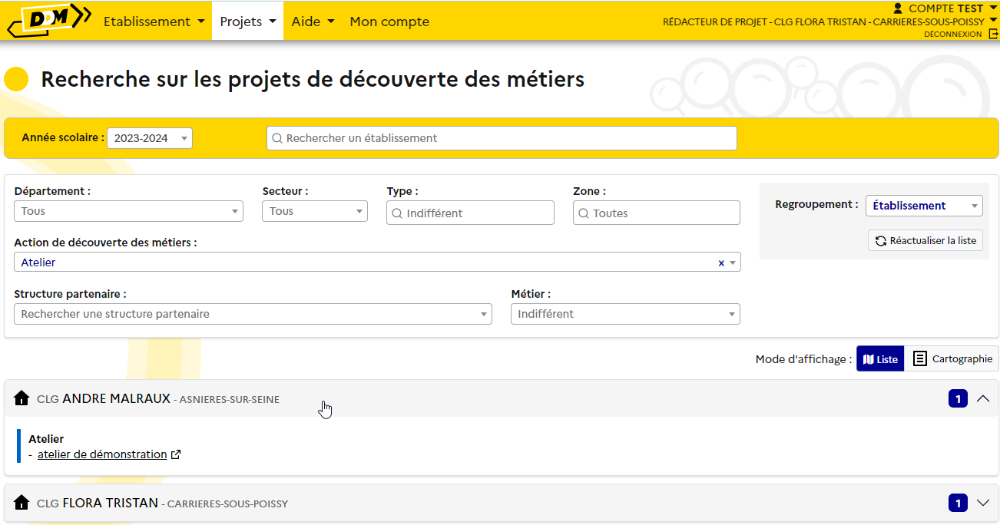 DDM Etablissement Projets Aide Mon compte
COMPTE TEST
RÉDACTEUR DE PROJET - CLG FLORA TRISTAN - CARRIERES-SOUS-POISSY
DÉCONNEXION
Recherche sur les projets de découverte des métiers
Année scolaire : 2023-2024 Rechercher un établissement
Département : Secteur : Type : Zone :
Tous Tous Indifférent Toutes
Regroupement : Établissement
Réactualiser la liste
Action de découverte des métiers :
Atelier x
Structure partenaire : Métier :
Rechercher une structure partenaire Indifférent
Mode d'affichage : Liste Cartographie
CLG ANDRE MALRAUX - ASNIERES-SUR-SEINE 1
Atelier
- atelier de démonstration
CLG FLORA TRISTAN - CARRIERES-SOUS-POISSY 1